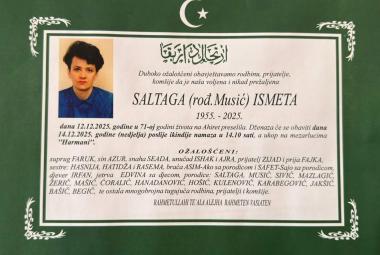 Duboko ožalošćeni obavještavamo rodbinu, prijatelje,
komšije da je naša voljena i nikad prežaljena
SALTAGA (rođ.Musić) ISMETA
1955. - 2025.
dana 12.12.2025. godine u 71-oj godini života na Ahiret preselila. Dženaza će se obaviti dana
14.12.2025. godine (nedjelja) poslije ikindije namaza u 14.10 sati, a ukop na mezarlucima
"Harmani".
OŽALOŠĆENI:
suprug FARUK, sin AZUR, snaha SEADA, unučad ISHAK i AJRA, prijatelji ZIJAD i prija FAJKA,
sestre: HASNIJA, HATIDŽA i RASEMA, braća ASIM-Ako sa porodicom i SAFET-Sajo sa porodicom,
djever IRFAN, jetrva EDVINA sa djecom, porodice: SALTAGA, MUSIĆ, SIVIĆ, MAZLAGIĆ,
ŽERIĆ, MAŠIĆ, ĆORALIĆ, HANADANOVIĆ, HOŠIĆ, KULENOVIĆ, KARABEGOVIĆ, JAKŠIĆ,
BAŠIĆ, BEGIĆ, te ostala mnogobrojna tugujuća rodbina, prijatelji i komšije.
RAHMETULLAHI TE'ALA ALEJHA RAHMETEN VASIATEN